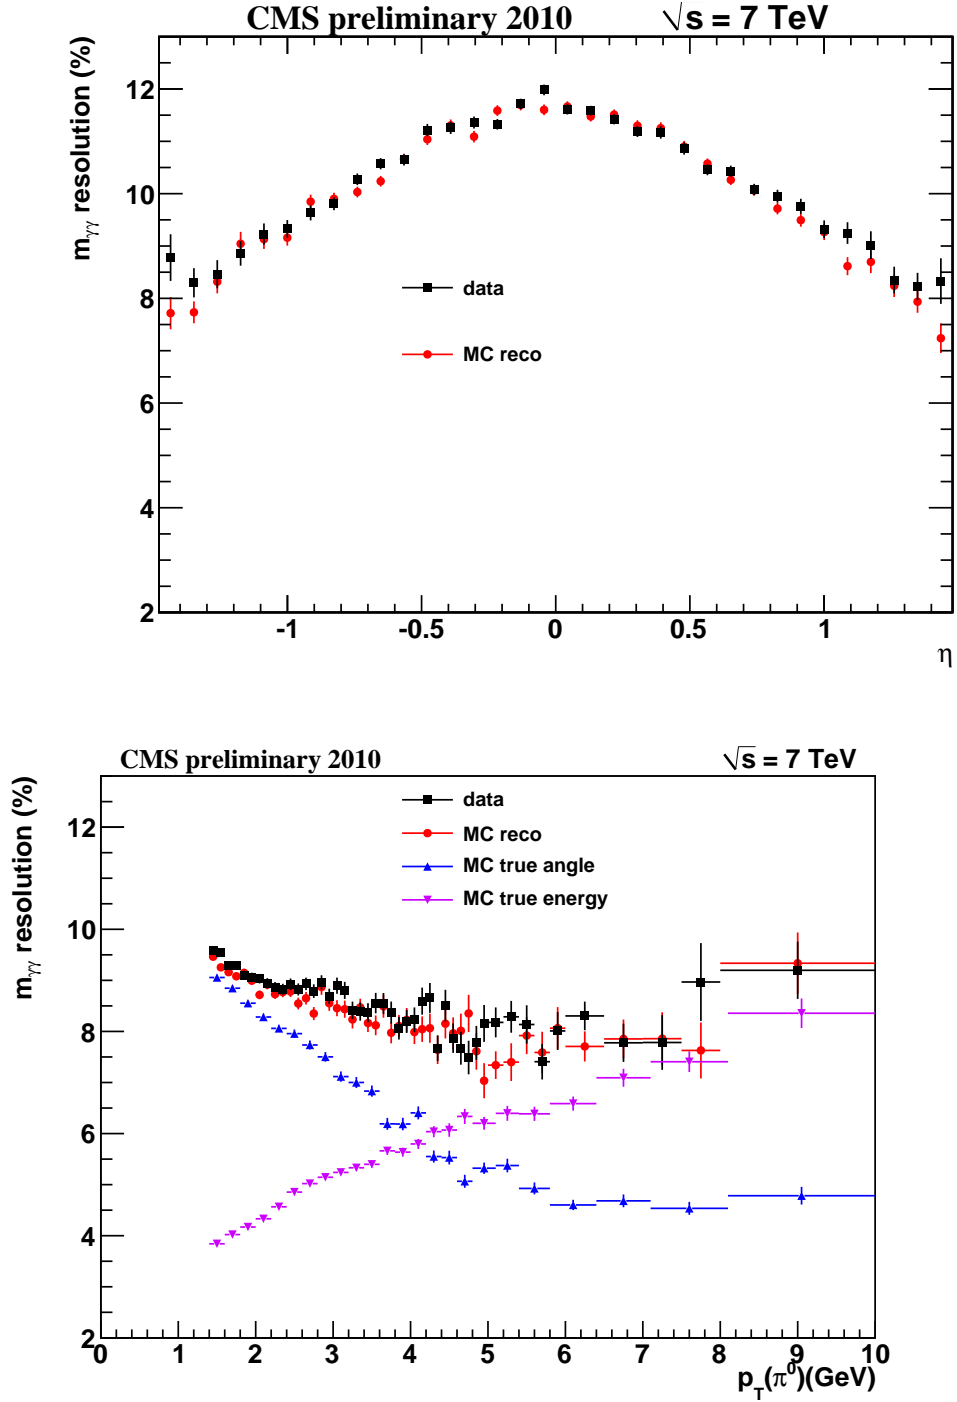 CMS preliminary 2010 √s = 7 TeV
m_γγ resolution (%)
12
10
8
6
4
2
data
MC reco
-1 -0.5 0 0.5 1
η
CMS preliminary 2010 √s = 7 TeV
m_γγ resolution (%)
12
10
8
6
4
2
data
MC reco
MC true angle
MC true energy
0 1 2 3 4 5 6 7 8 9 10
p_T(π⁰)(GeV)